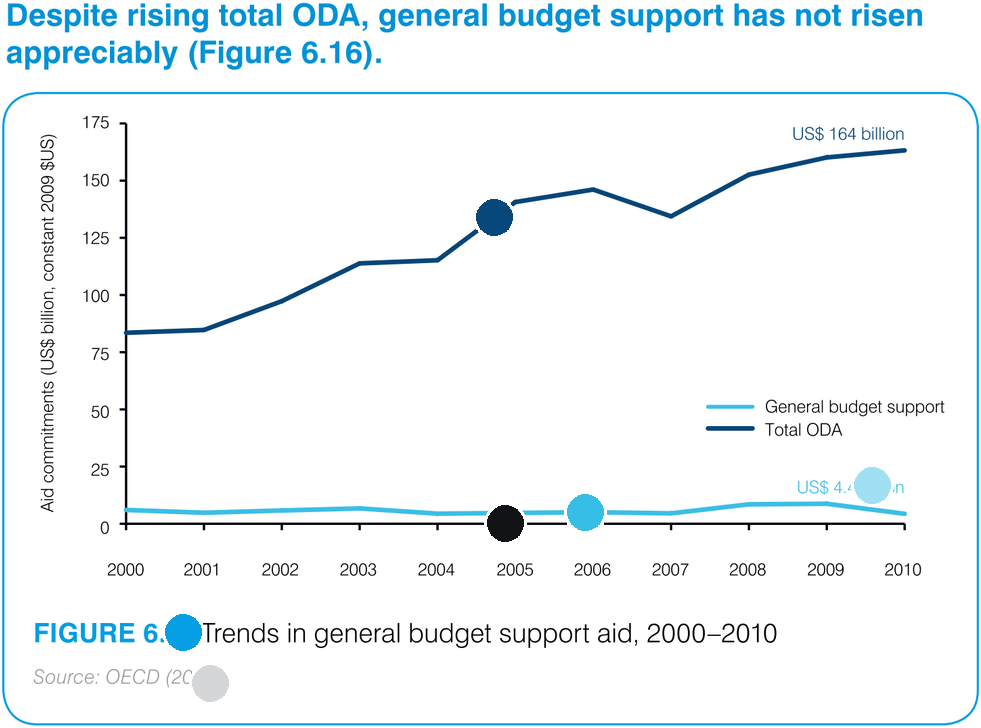 Despite rising total ODA, general budget support has not risen
appreciably (Figure 6.16).
175
150
125
100
75
50
25
0
Aid commitments (US$ billion, constant 2009 $US)
US$ 164 billion
General budget support
Total ODA
US$
2000 2001 2002 2003 2004 2005 2006 2007 2008 2009 2010
FIGURE Trends in general budget support aid, 2000–2010
Source: OECD